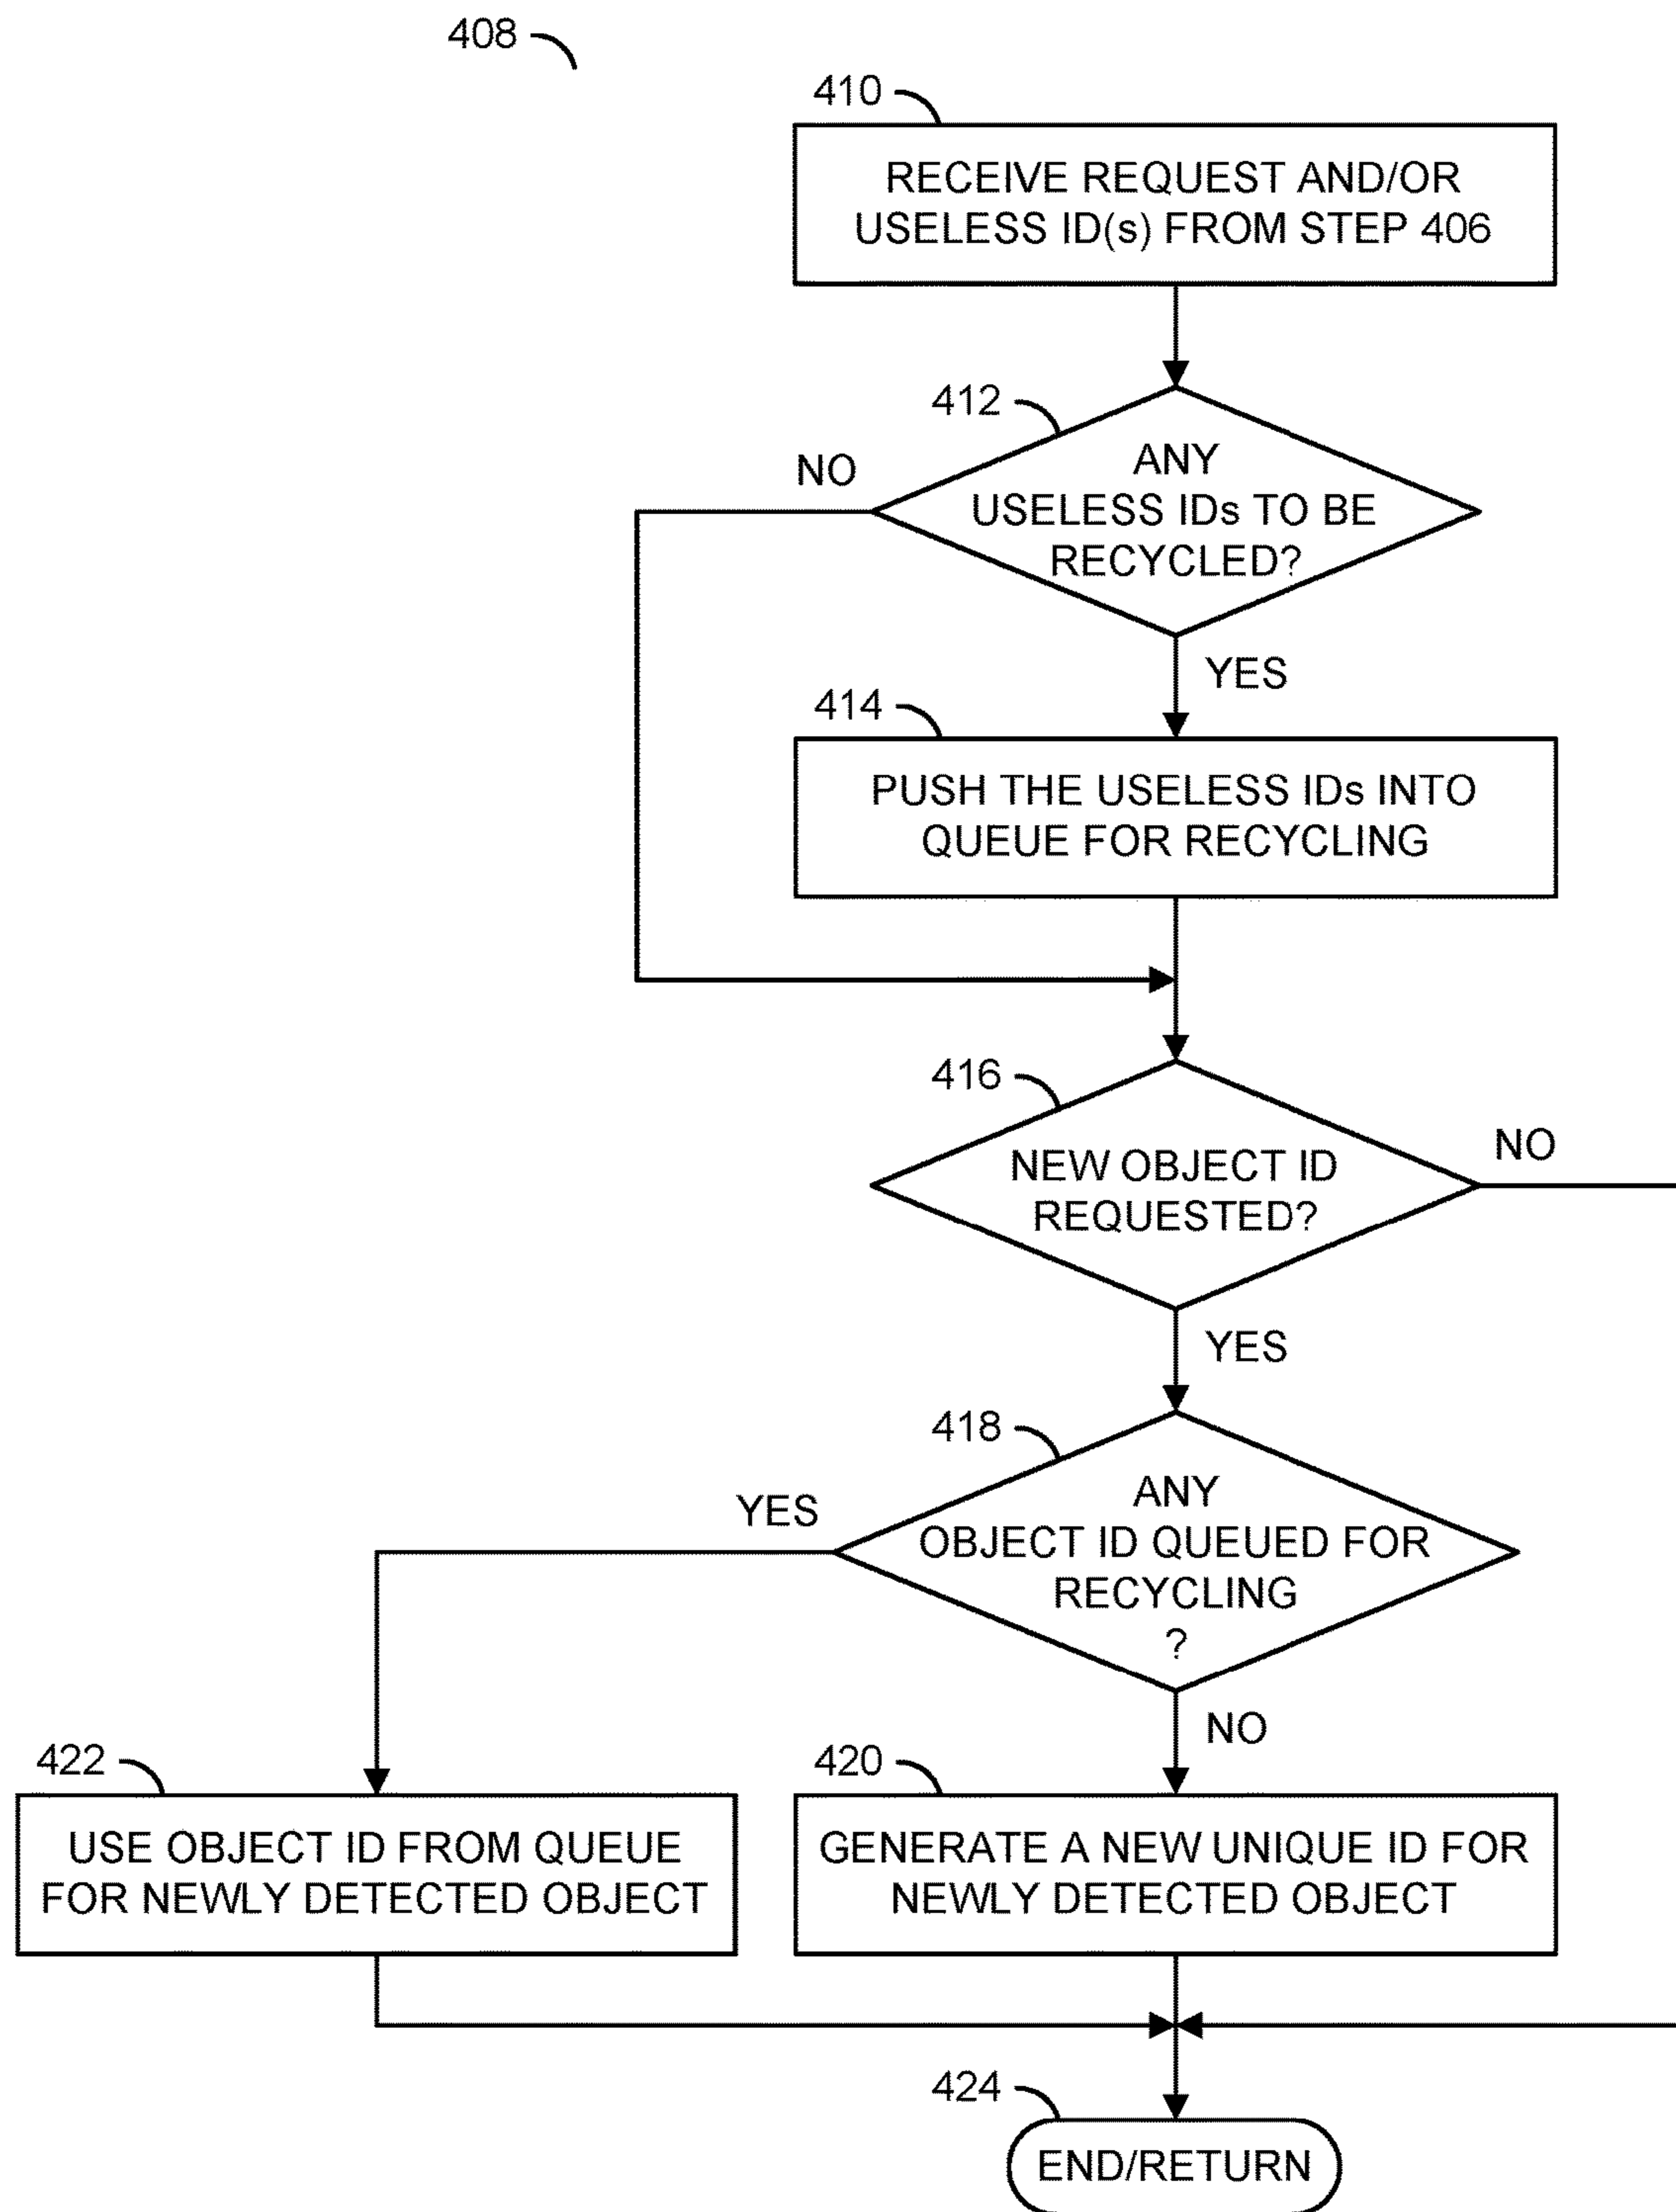 408
410
RECEIVE REQUEST AND/OR
USELESS ID(s) FROM STEP 406
412
ANY
USELESS IDs TO BE
RECYCLED?
NO
YES
414
PUSH THE USELESS IDs INTO
QUEUE FOR RECYCLING
416
NEW OBJECT ID
REQUESTED?
NO
YES
418
ANY
OBJECT ID QUEUED FOR
RECYCLING
?
YES
NO
422
USE OBJECT ID FROM QUEUE
FOR NEWLY DETECTED OBJECT
420
GENERATE A NEW UNIQUE ID FOR
NEWLY DETECTED OBJECT
424
END/RETURN